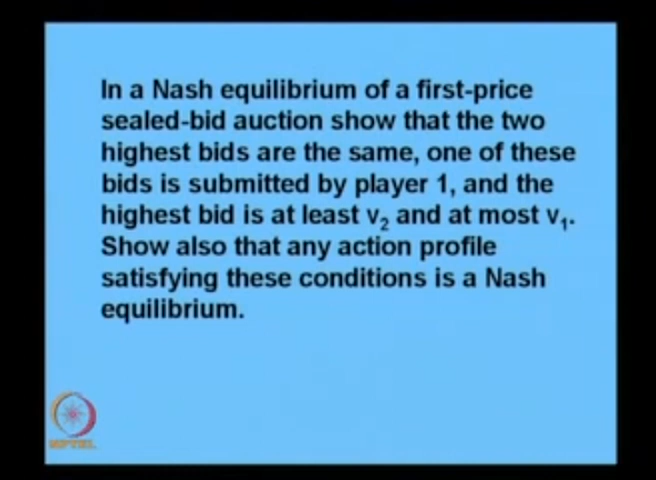 In a Nash equilibrium of a first-price
sealed-bid auction show that the two
highest bids are the same, one of these
bids is submitted by player 1, and the
highest bid is at least v₂ and at most v₁.
Show also that any action profile
satisfying these conditions is a Nash
equilibrium.
NPTEL